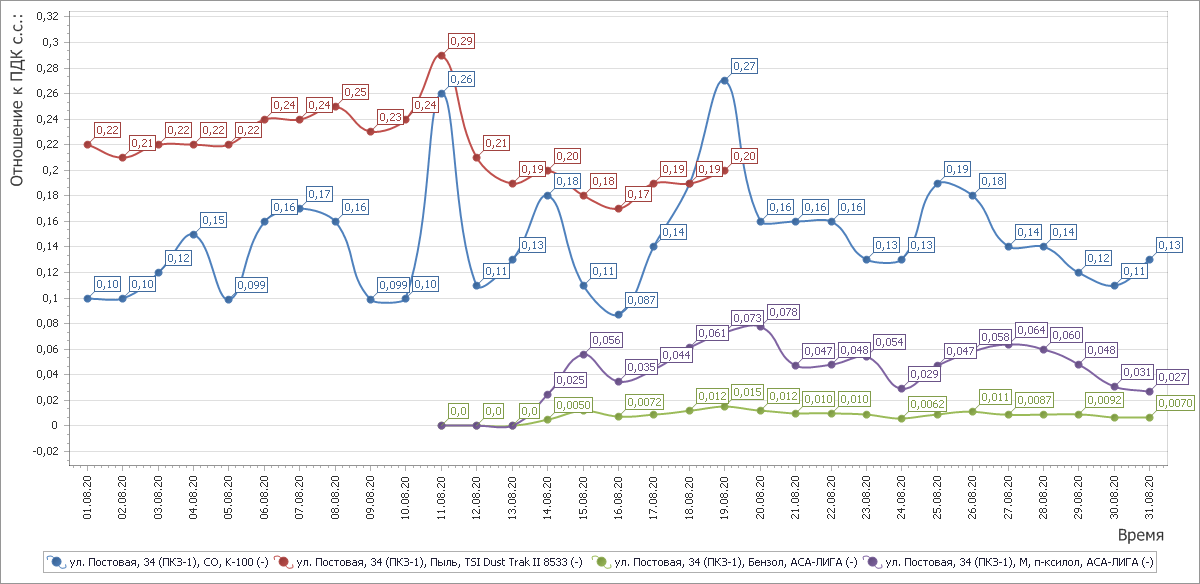 Отношение к ПДК с.с.:
0,32
0,3
0,28
0,26
0,24
0,22
0,2
0,18
0,16
0,14
0,12
0,1
0,08
0,06
0,04
0,02
0
-0,02
0,22 0,21 0,22 0,22 0,22 0,24 0,24 0,25 0,23 0,24 0,29 0,21 0,19 0,20 0,18 0,17 0,19 0,19 0,20
0,10 0,10 0,12 0,15 0,099 0,16 0,17 0,16 0,099 0,10 0,26 0,11 0,13 0,18 0,11 0,087 0,14 0,27 0,16 0,16 0,16 0,13 0,13 0,19 0,18 0,14 0,14 0,12 0,11 0,13
0,025 0,056 0,035 0,044 0,061 0,073 0,078 0,047 0,048 0,054 0,029 0,047 0,058 0,064 0,060 0,048 0,031 0,027
0,0 0,0 0,0 0,0050 0,0072 0,012 0,015 0,012 0,010 0,010 0,0062 0,011 0,0087 0,0092 0,0070
01.08.20 02.08.20 03.08.20 04.08.20 05.08.20 06.08.20 07.08.20 08.08.20 09.08.20 10.08.20 11.08.20 12.08.20 13.08.20 14.08.20 15.08.20 16.08.20 17.08.20 18.08.20 19.08.20 20.08.20 21.08.20 22.08.20 23.08.20 24.08.20 25.08.20 26.08.20 27.08.20 28.08.20 29.08.20 30.08.20 31.08.20
Время
ул. Постовая, 34 (ПКЗ-1), СО, К-100 (-) ул. Постовая, 34 (ПКЗ-1), Пыль, TSI Dust Trak II 8533 (-) ул. Постовая, 34 (ПКЗ-1), Бензол, АСА-ЛИГА (-) ул. Постовая, 34 (ПКЗ-1), М, п-ксилол, АСА-ЛИГА (-)